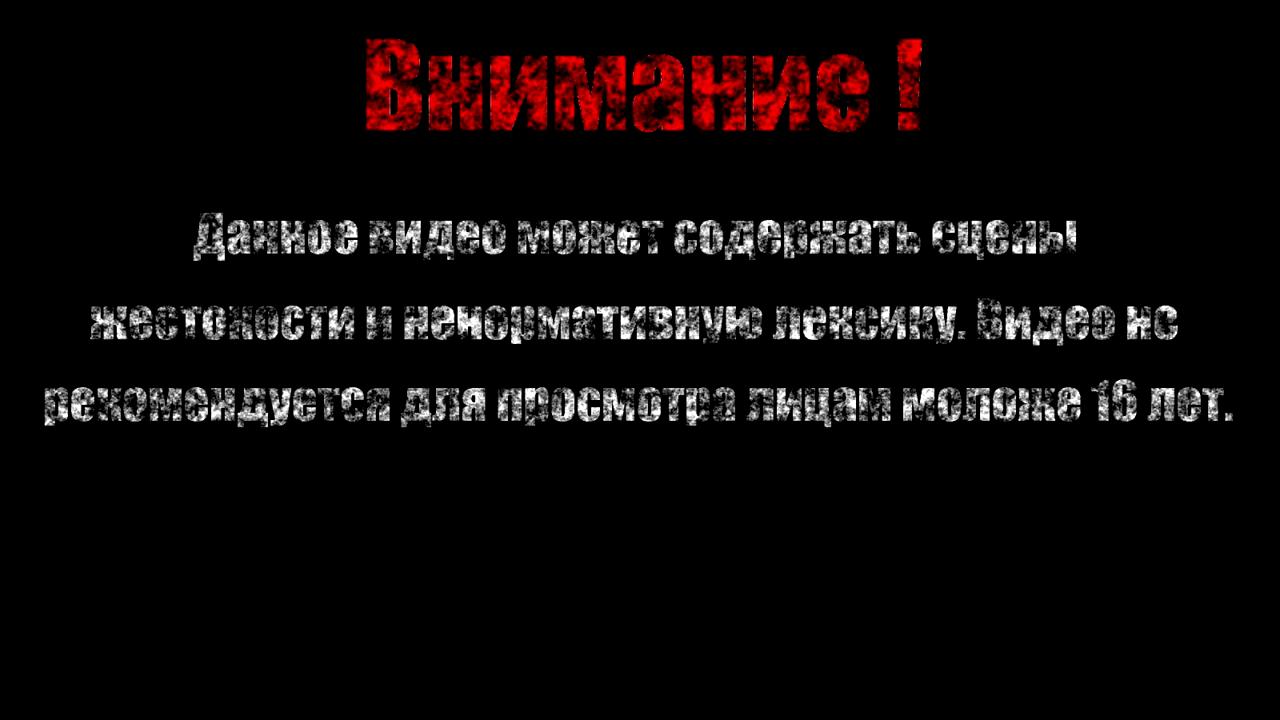 Внимание !
Данное видео может содержать сцены
жестокости и ненормативную лексику. Видео не
рекомендуется для просмотра лицам моложе 16 лет.